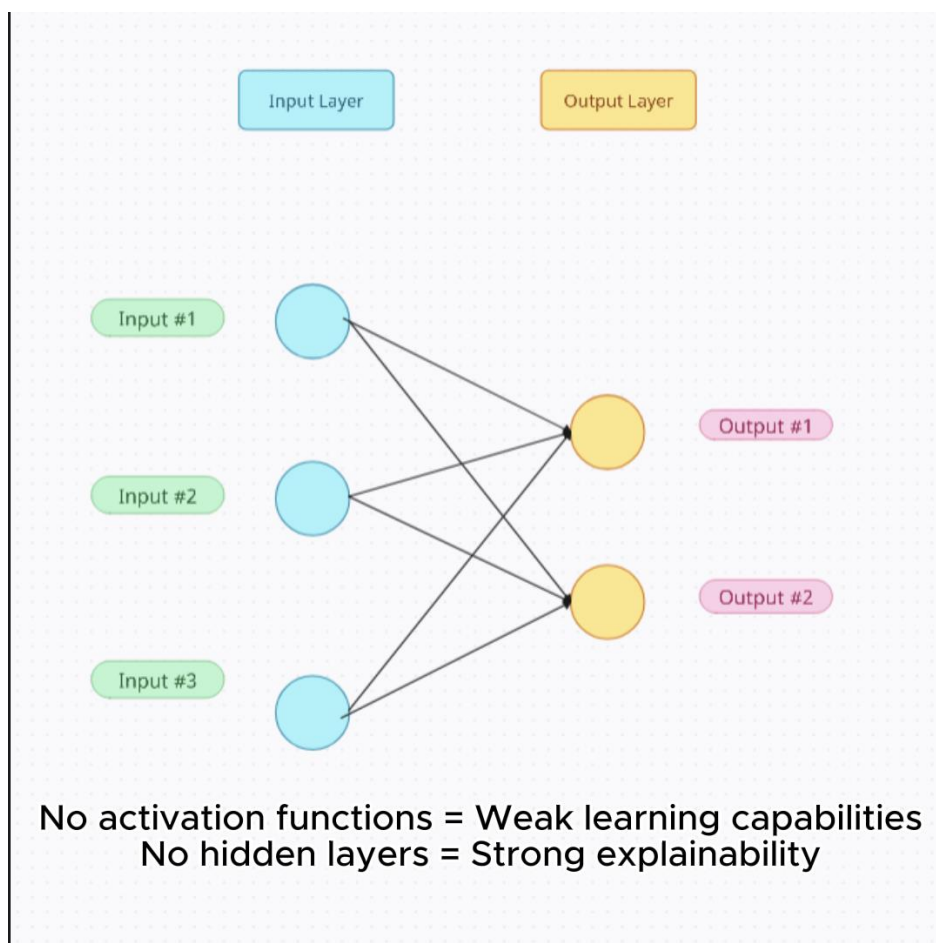 Input Layer
Output Layer
Input #1
Output #1
Input #2
Output #2
Input #3
No activation functions = Weak learning capabilities
No hidden layers = Strong explainability